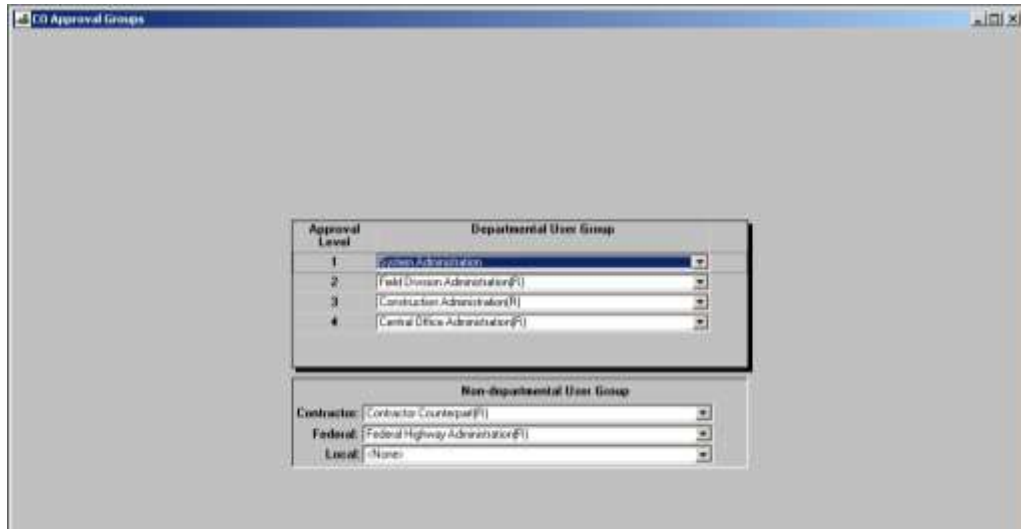 CO Approval Groups
Approval Level
Departmental User Group
1 System Administration
2 Field Division Administration(R)
3 Construction Administration(R)
4 Central Office Administration(R)
Non-departmental User Group
Contractor: Contractor Counterpart(R)
Federal: Federal Highway Administration(R)
Local: <None>